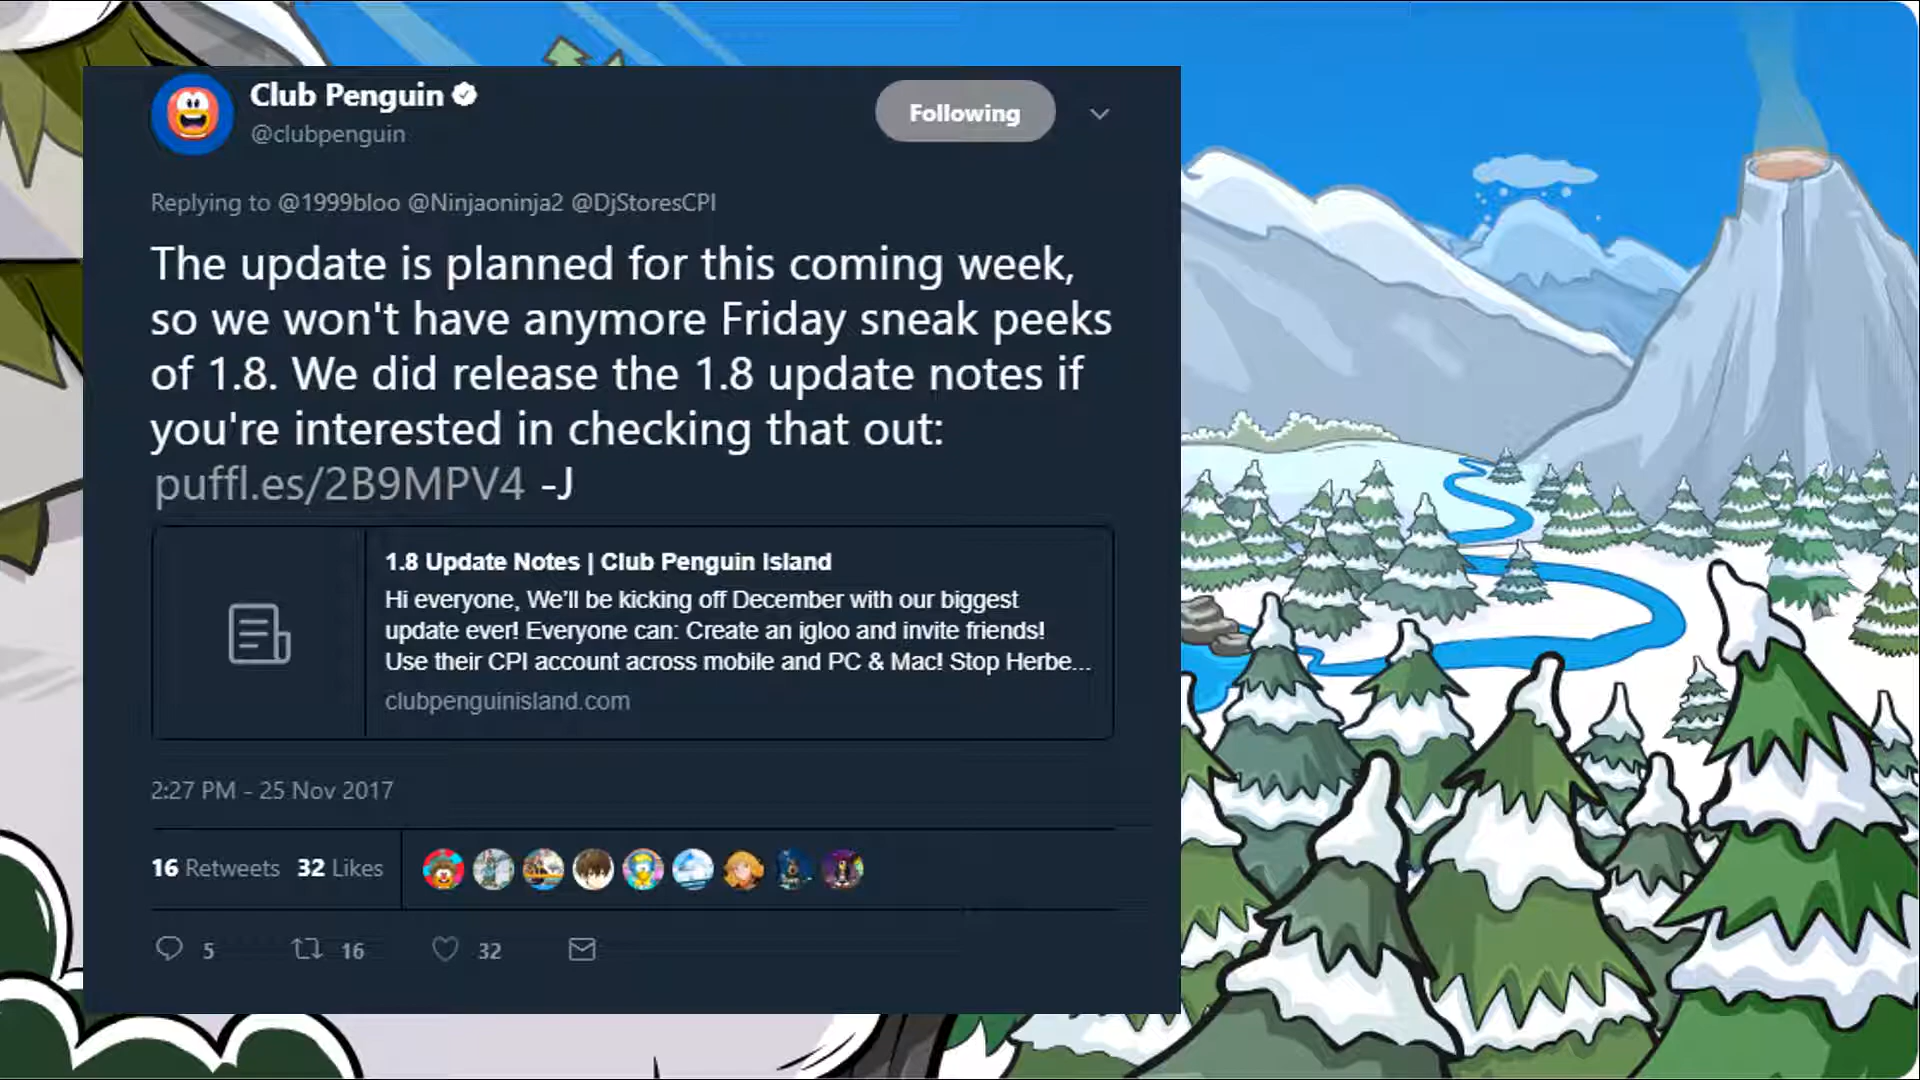 Club Penguin
@clubpenguin
Following
Replying to @1999bloo @Ninjaoninja2 @DjStoresCPI
The update is planned for this coming week,
so we won't have anymore Friday sneak peeks
of 1.8. We did release the 1.8 update notes if
you're interested in checking that out:
puffl.es/2B9MPV4 -J
1.8 Update Notes | Club Penguin Island
Hi everyone, We'll be kicking off December with our biggest
update ever! Everyone can: Create an igloo and invite friends!
Use their CPI account across mobile and PC & Mac! Stop Herbe...
clubpenguinisland.com
2:27 PM - 25 Nov 2017
16 Retweets 32 Likes
5 16 32